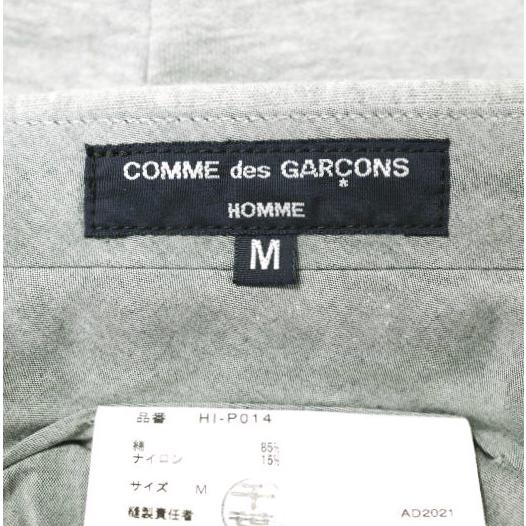 COMME des GARÇONS
*
HOMME
M
品番 HI-P014
綿 85%
ナイロン 15%
サイズ M
縫製責任者 AD2021